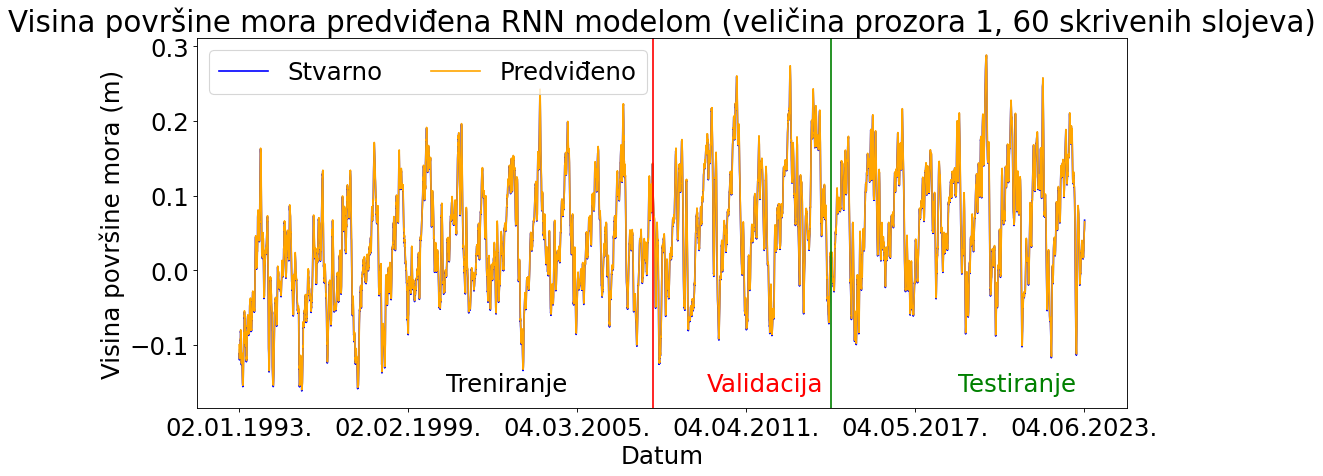 Visina površine mora predviđena RNN modelom (veličina prozora 1, 60 skrivenih slojeva)
Stvarno Predviđeno
Visina površine mora (m)
0.3
0.2
0.1
0.0
−0.1
Treniranje Validacija Testiranje
02.01.1993. 02.02.1999. 04.03.2005. 04.04.2011. 04.05.2017. 04.06.2023.
Datum